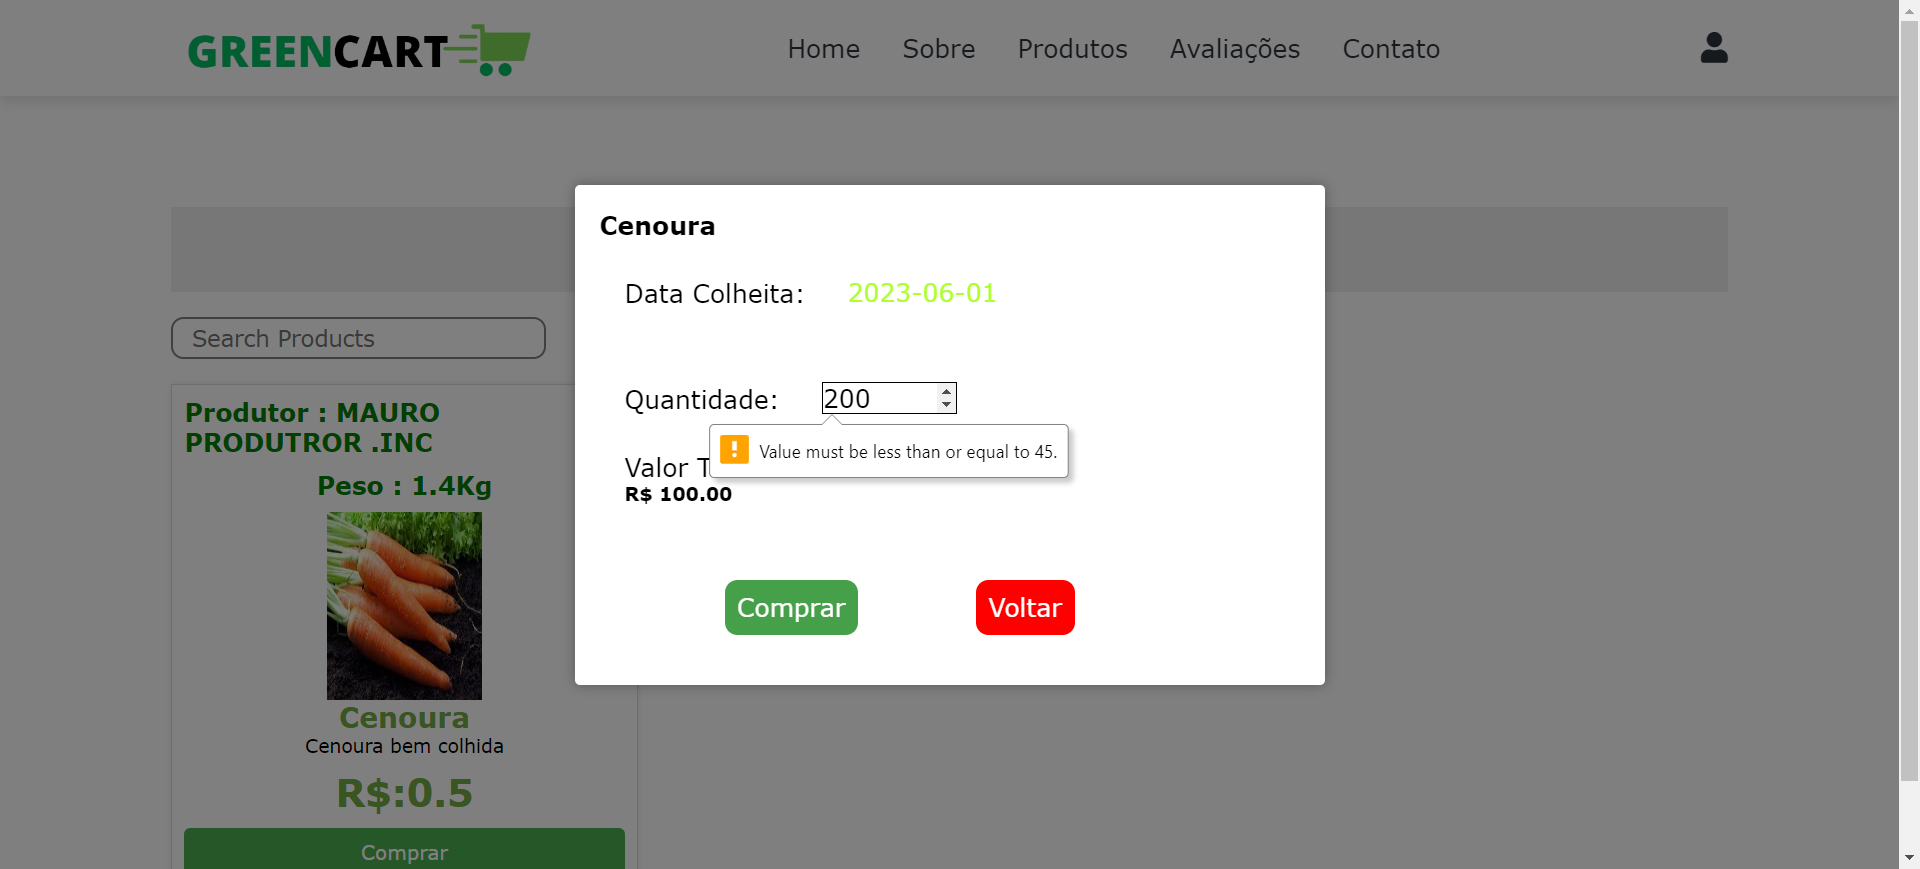 GREENCART
Home Sobre Produtos Avaliações Contato
Search Products
Produtor : MAURO
PRODUTROR .INC
Peso : 1.4Kg
Cenoura
Cenoura bem colhida
R$:0.5
Comprar
Cenoura
Data Colheita: 2023-06-01
Quantidade: 200
Value must be less than or equal to 45.
Valor T
R$ 100.00
Comprar Voltar